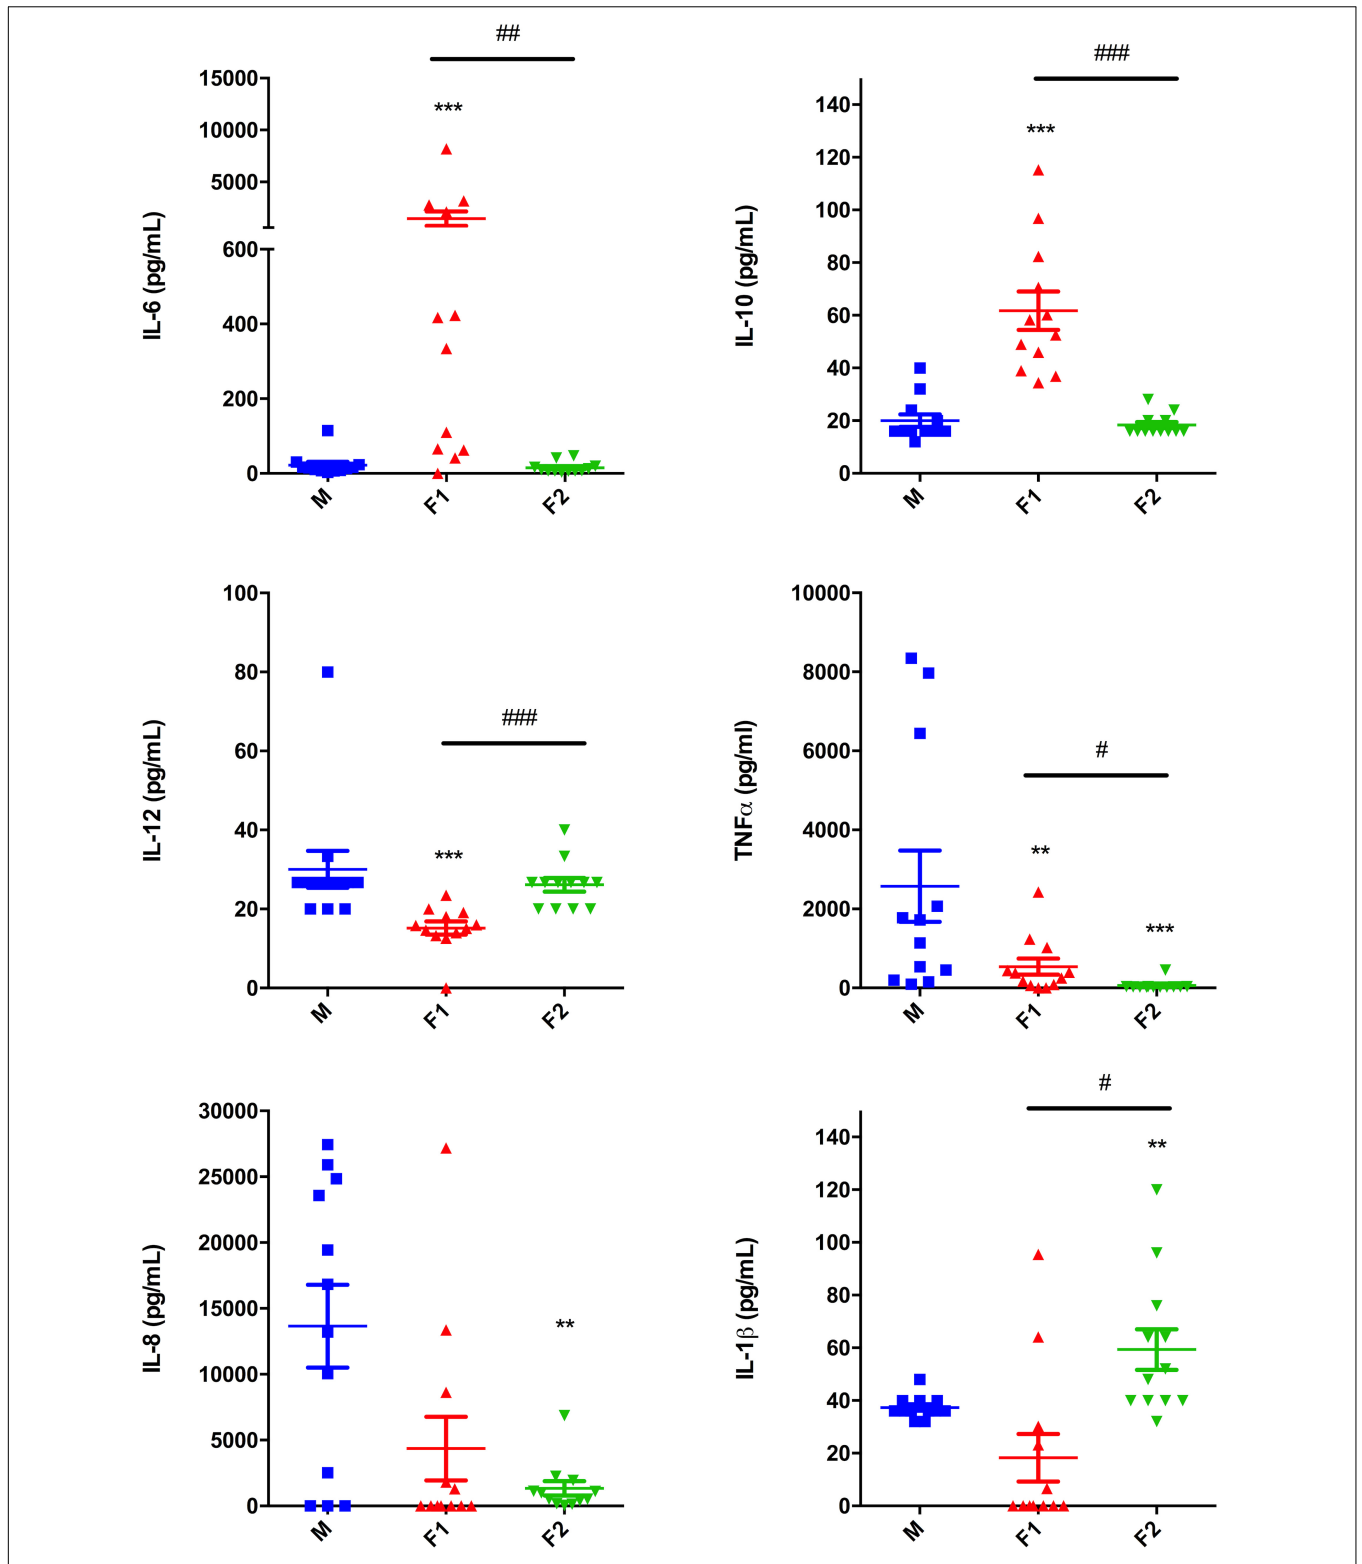 ##
15000
***
10000
5000
600
400
200
0
IL-6 (pg/mL)
M
F1
F2
###
140
***
120
100
80
60
40
20
0
IL-10 (pg/mL)
M
F1
F2
100
80
60
###
40
***
20
0
IL-12 (pg/mL)
M
F1
F2
10000
8000
6000
#
4000
**
2000
***
0
TNFα (pg/ml)
M
F1
F2
30000
25000
20000
15000
**
10000
5000
0
IL-8 (pg/mL)
M
F1
F2
#
140
**
120
100
80
60
40
20
0
IL-1β (pg/mL)
M
F1
F2